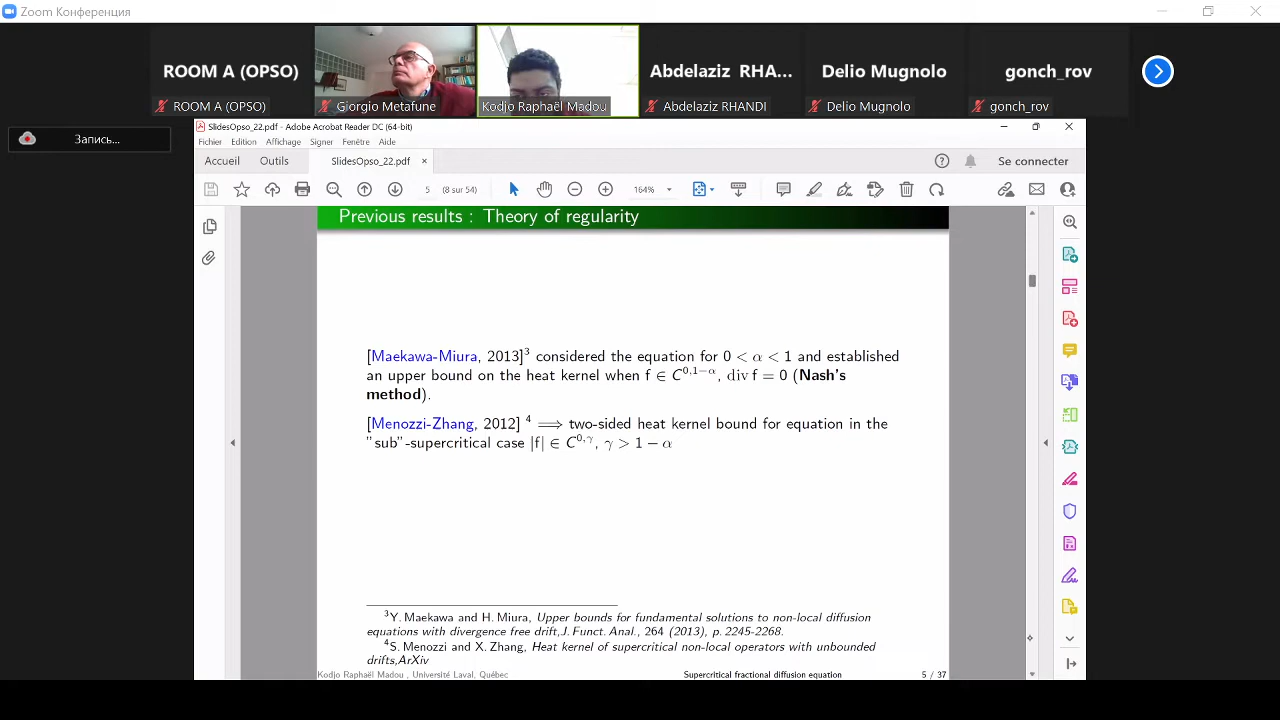 Zoom Конференция
ROOM A (OPSO)
Abdelaziz RHA...
Delio Mugnolo
gonch_rov
ROOM A (OPSO)
Giorgio Metafune
Kodjo Raphaël Madou
Abdelaziz RHANDI
Delio Mugnolo
gonch_rov
Запись...
SlidesOpso_22.pdf - Adobe Acrobat Reader DC (64-bit)
Fichier Edition Affichage Signer Fenêtre Aide
Accueil Outils SlidesOpso_22.pdf × Se connecter
5 (8 sur 54) 164%
Previous results : Theory of regularity
[Maekawa-Miura, 2013]³ considered the equation for 0 < α < 1 and established
an upper bound on the heat kernel when f ∈ C^{0,1−α}, div f = 0 (Nash's
method).
[Menozzi-Zhang, 2012] ⁴ ⟹ two-sided heat kernel bound for equation in the
"sub"-supercritical case |f| ∈ C^{0,γ}, γ > 1 − α
³Y. Maekawa and H. Miura, Upper bounds for fundamental solutions to non-local diffusion
equations with divergence free drift,J. Funct. Anal., 264 (2013), p. 2245-2268.
⁴S. Menozzi and X. Zhang, Heat kernel of supercritical non-local operators with unbounded
drifts,ArXiv
Kodjo Raphaël Madou , Université Laval, Québec Supercritical fractional diffusion equation 5 / 37